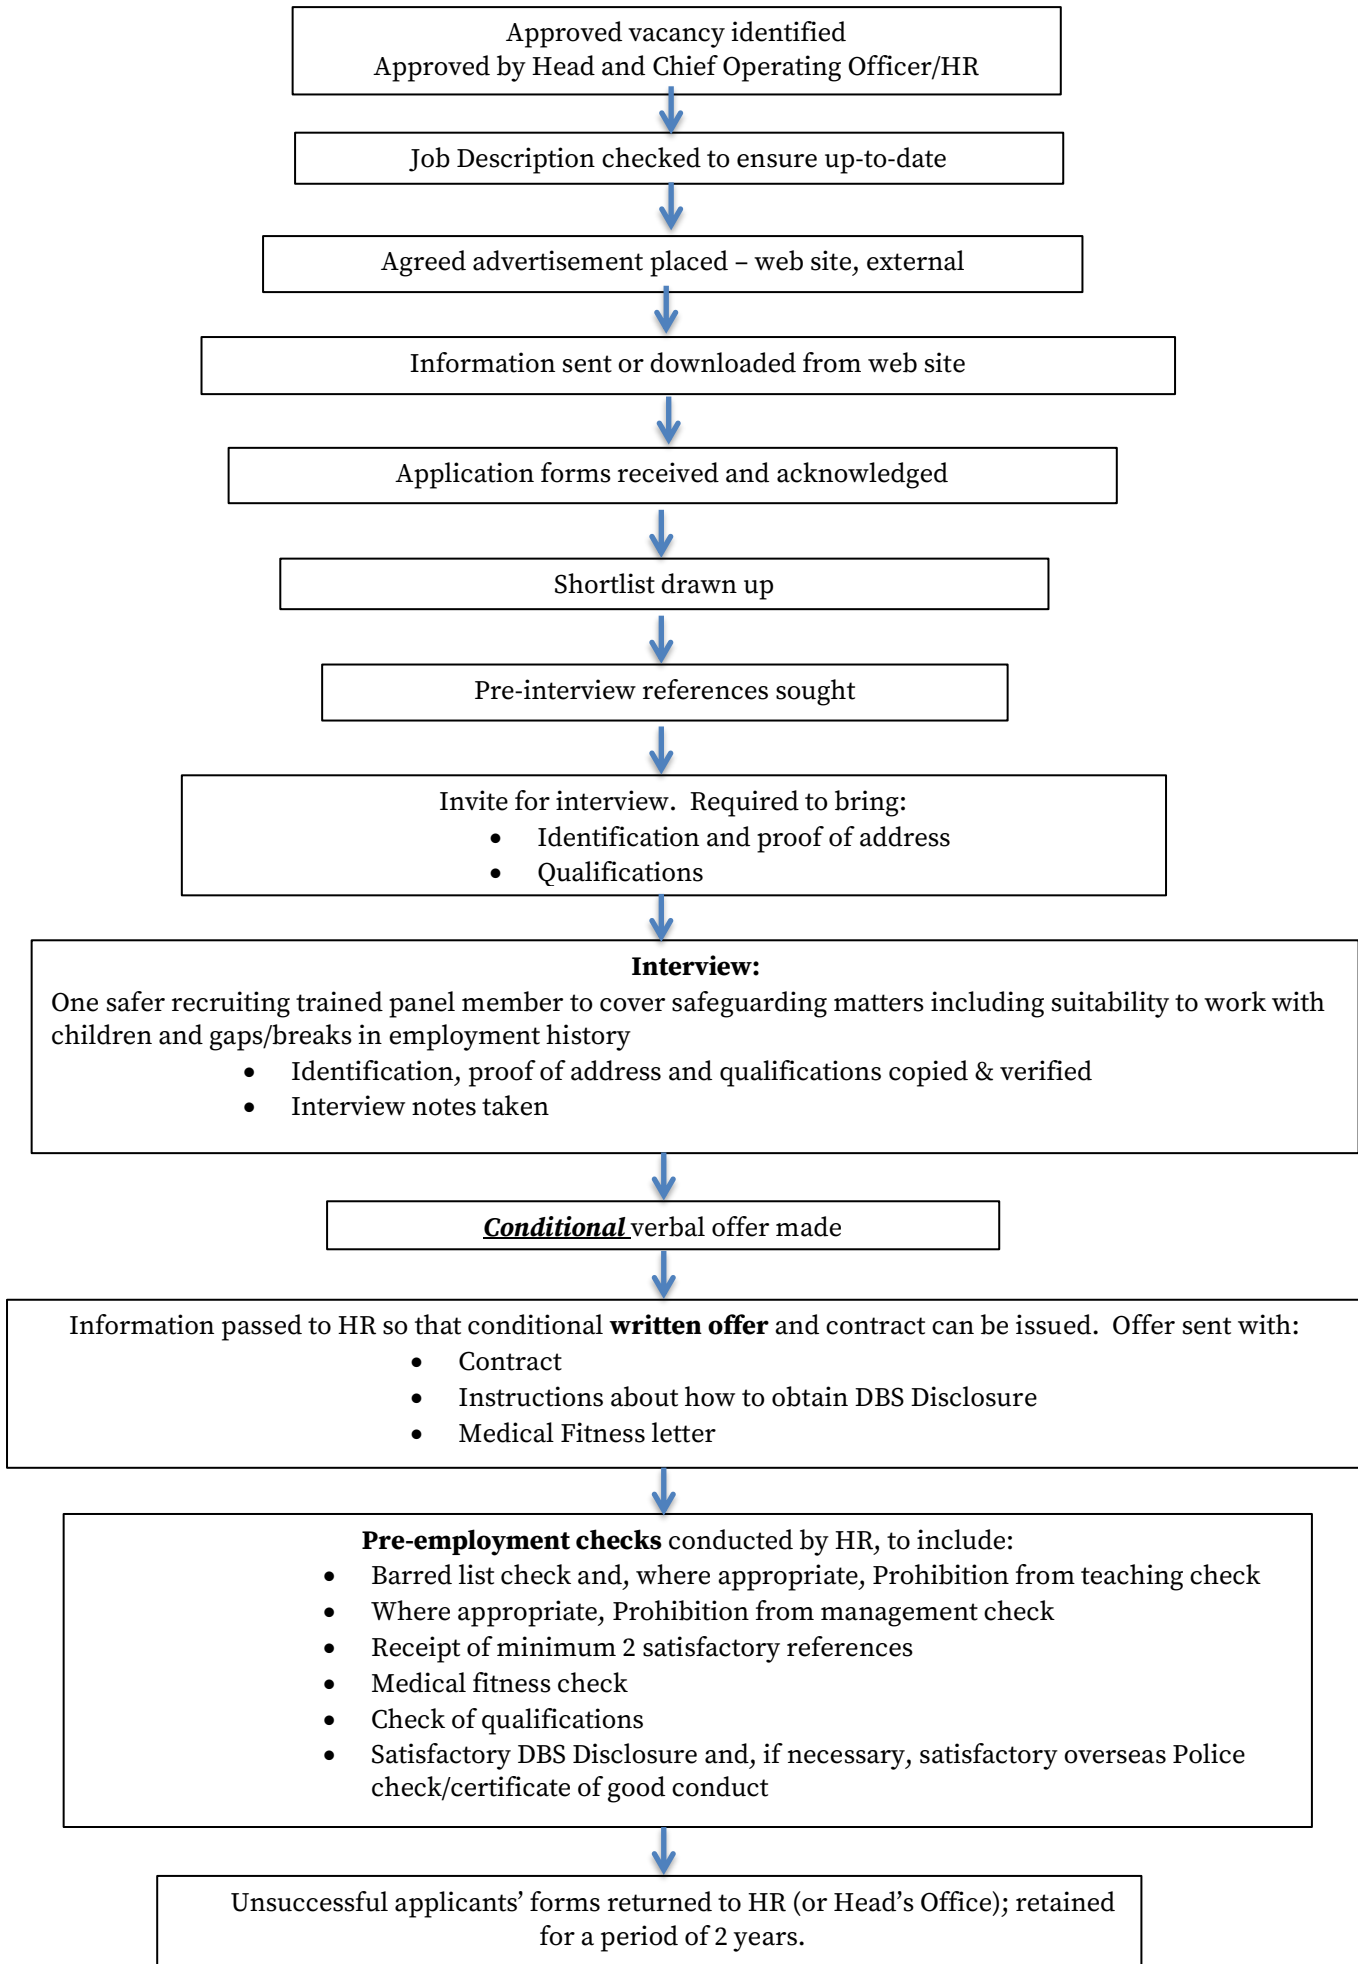 Approved vacancy identified
Approved by Head and Chief Operating Officer/HR
Job Description checked to ensure up-to-date
Agreed advertisement placed – web site, external
Information sent or downloaded from web site
Application forms received and acknowledged
Shortlist drawn up
Pre-interview references sought
Invite for interview.  Required to bring:
• Identification and proof of address
• Qualifications
Interview:
One safer recruiting trained panel member to cover safeguarding matters including suitability to work with
children and gaps/breaks in employment history
• Identification, proof of address and qualifications copied & verified
• Interview notes taken
Conditional verbal offer made
Information passed to HR so that conditional written offer and contract can be issued.  Offer sent with:
• Contract
• Instructions about how to obtain DBS Disclosure
• Medical Fitness letter
Pre-employment checks conducted by HR, to include:
• Barred list check and, where appropriate, Prohibition from teaching check
• Where appropriate, Prohibition from management check
• Receipt of minimum 2 satisfactory references
• Medical fitness check
• Check of qualifications
• Satisfactory DBS Disclosure and, if necessary, satisfactory overseas Police
check/certificate of good conduct
Unsuccessful applicants’ forms returned to HR (or Head’s Office); retained
for a period of 2 years.